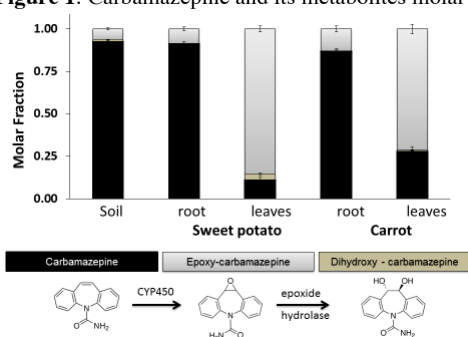 Figure 1. Carbamazepine and its metabolites molar
1.00
0.75
0.50
0.25
0.00
Molar Fraction
Soil root leaves root leaves
Sweet potato Carrot
Carbamazepine Epoxy-carbamazepine Dihydroxy - carbamazepine
CYP450
epoxide
hydrolase
N
O NH₂
O
N
H₂N O
HO OH
N
O NH₂